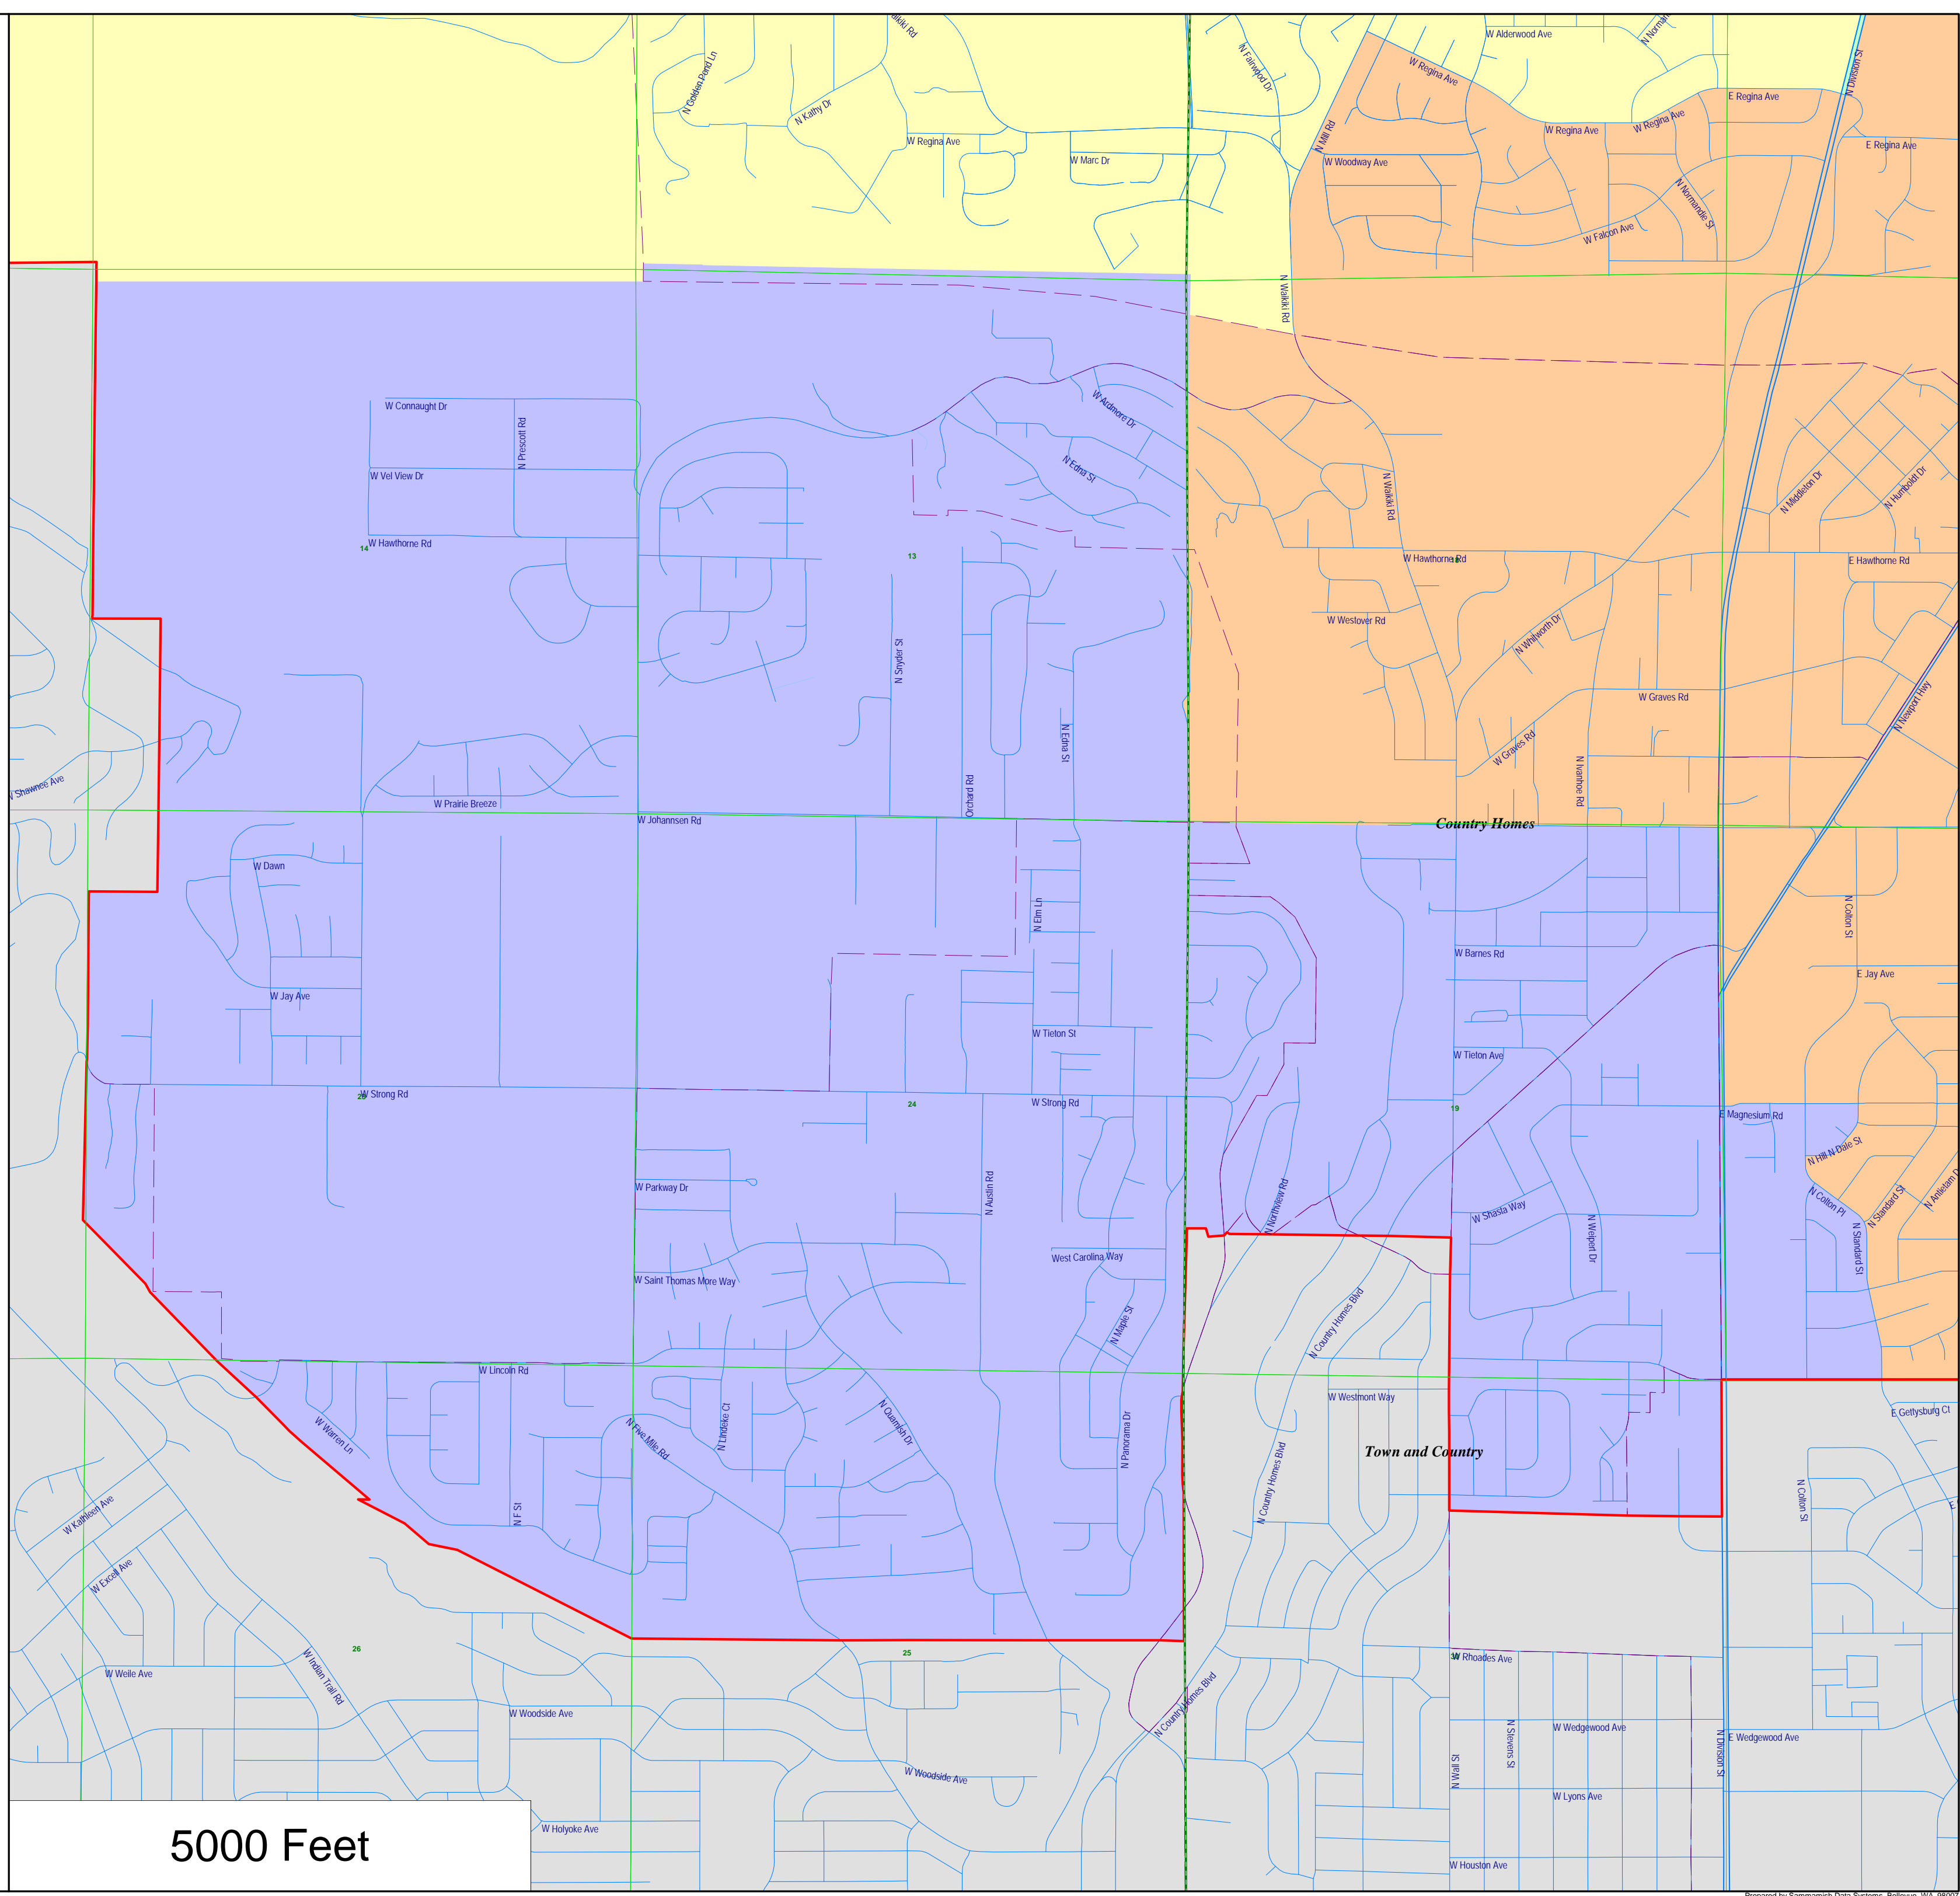 W Alderwood Ave
N Division St
N Fairwood Dr
N Golden Pond Ln
W Regina Ave
E Regina Ave
N Kathy Dr
N Mill Rd
W Regina Ave
W Regina Ave
W Regina Ave
E Regina Ave
W Marc Dr
W Woodway Ave
N Normandie St
W Falcon Ave
N Waikiki Rd
W Connaught Dr
N Prescott Rd
W Ardmore Dr
W Vel View Dr
N Edna St
N Waikiki Rd
N Middleton Dr
N Humboldt Dr
W Hawthorne Rd
14
13
W Hawthorne Rd
18
E Hawthorne Rd
W Westover Rd
N Whitworth Dr
N Snyder St
W Graves Rd
N Newport Hwy
N Edna St
W Graves Rd
N Ivanhoe Rd
Shawnee Ave
W Prairie Breeze
Orchard Rd
W Johannsen Rd
Country Homes
W Dawn
N Elm Ln
N Colton St
W Barnes Rd
E Jay Ave
W Jay Ave
W Tieton St
W Tieton Ave
W Strong Rd
24
W Strong Rd
19
E Magnesium Rd
N Hill N Dale St
W Parkway Dr
N Austin Rd
N Northview Rd
N Colton Pl
N Standard St
N Antietam D
W Shasta Way
N Weipert Dr
N Standard St
West Carolina Way
W Saint Thomas More Way
N Maple St
N Country Homes Blvd
W Lincoln Rd
W Westmont Way
E Gettysburg Ct
W Warren Ln
N Five Mile Rd
N Lindeke Ct
N Quamish Dr
N Panorama Dr
Town and Country
N Country Homes Blvd
N F St
N Colton St
W Kathleen Ave
W Excell Ave
26
25
W Rhoades Ave
W Weile Ave
W Indian Trail Rd
W Woodside Ave
N Country Homes Blvd
N Stevens St
W Wedgewood Ave
N Division St
E Wedgewood Ave
W Woodside Ave
N Wall St
W Lyons Ave
W Holyoke Ave
5000 Feet
W Houston Ave